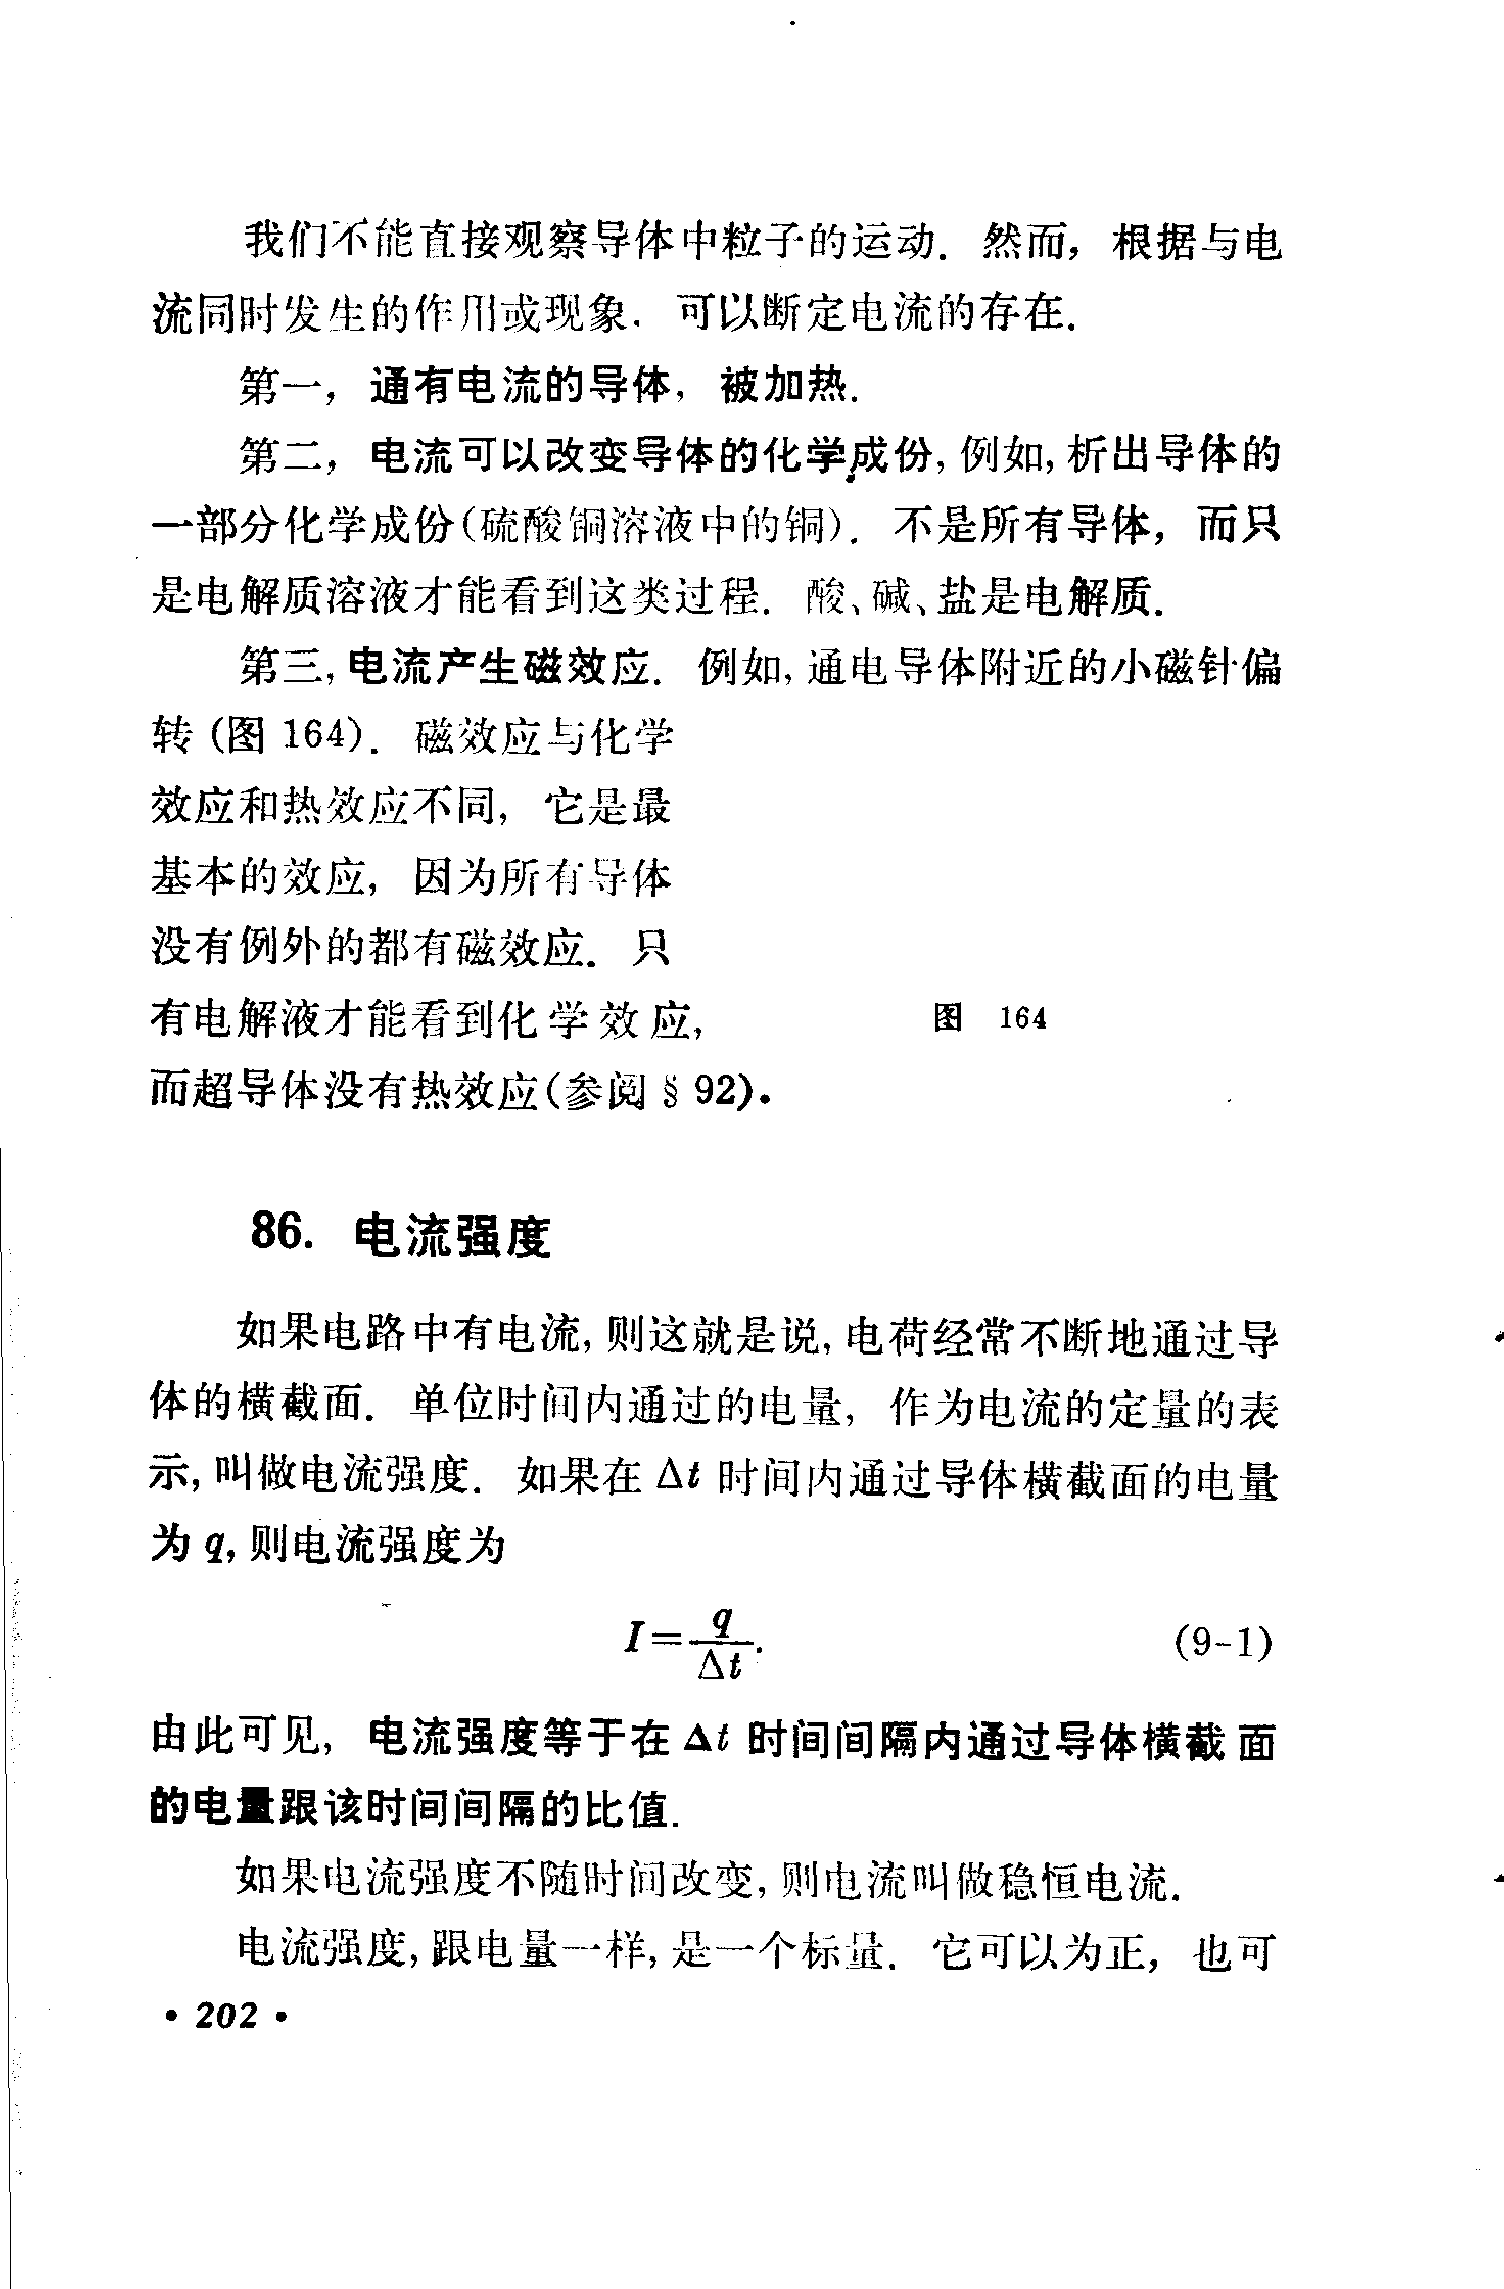 我们不能直接观察导体中粒子的运动．然而，根据与电
流同时发生的作用或现象．可以断定电流的存在．
第一，通有电流的导体，被加热．
第二，电流可以改变导体的化学成份，例如，析出导体的
一部分化学成份（硫酸铜溶液中的铜）．不是所有导体，而只
是电解质溶液才能看到这类过程．酸、碱、盐是电解质．
第三，电流产生磁效应．例如，通电导体附近的小磁针偏
转（图 164）．磁效应与化学
效应和热效应不同，它是最
基本的效应，因为所有导体
没有例外的都有磁效应．只
有电解液才能看到化学效应，
而超导体没有热效应（参阅 § 92）。
图 164
86. 电流强度
如果电路中有电流，则这就是说，电荷经常不断地通过导
体的横截面．单位时间内通过的电量，作为电流的定量的表
示，叫做电流强度．如果在 Δt 时间内通过导体横截面的电量
为 q，则电流强度为
I = q/Δt. (9-1)
由此可见，电流强度等于在 Δt 时间间隔内通过导体横截面
的电量跟该时间间隔的比值．
如果电流强度不随时间改变，则电流叫做稳恒电流．
电流强度，跟电量一样，是一个标量．它可以为正，也可
• 202 •